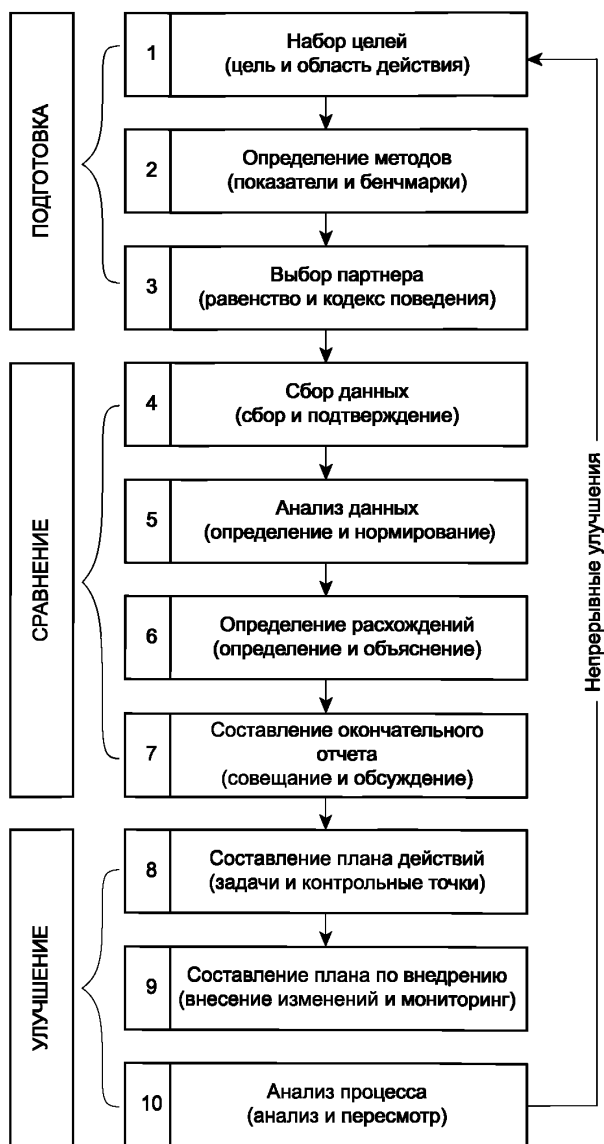 ПОДГОТОВКА
1
Набор целей
(цель и область действия)
2
Определение методов
(показатели и бенчмарки)
3
Выбор партнера
(равенство и кодекс поведения)
СРАВНЕНИЕ
4
Сбор данных
(сбор и подтверждение)
5
Анализ данных
(определение и нормирование)
6
Определение расхождений
(определение и объяснение)
7
Составление окончательного
отчета
(совещание и обсуждение)
УЛУЧШЕНИЕ
8
Составление плана действий
(задачи и контрольные точки)
9
Составление плана по внедрению
(внесение изменений и мониторинг)
10
Анализ процесса
(анализ и пересмотр)
Непрерывные улучшения